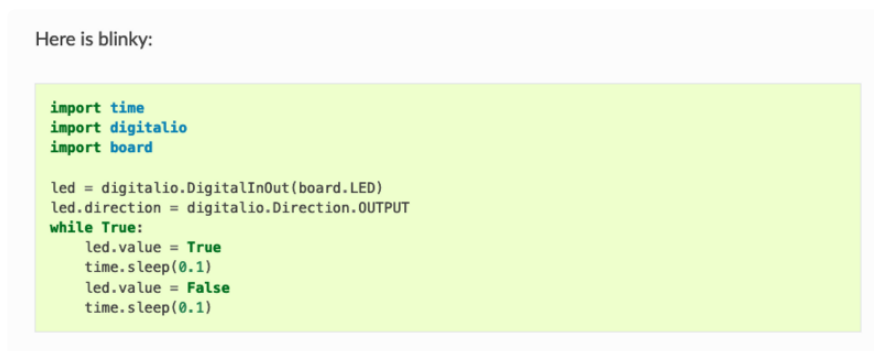 Here is blinky:
import time
import digitalio
import board

led = digitalio.DigitalInOut(board.LED)
led.direction = digitalio.Direction.OUTPUT
while True:
    led.value = True
    time.sleep(0.1)
    led.value = False
    time.sleep(0.1)